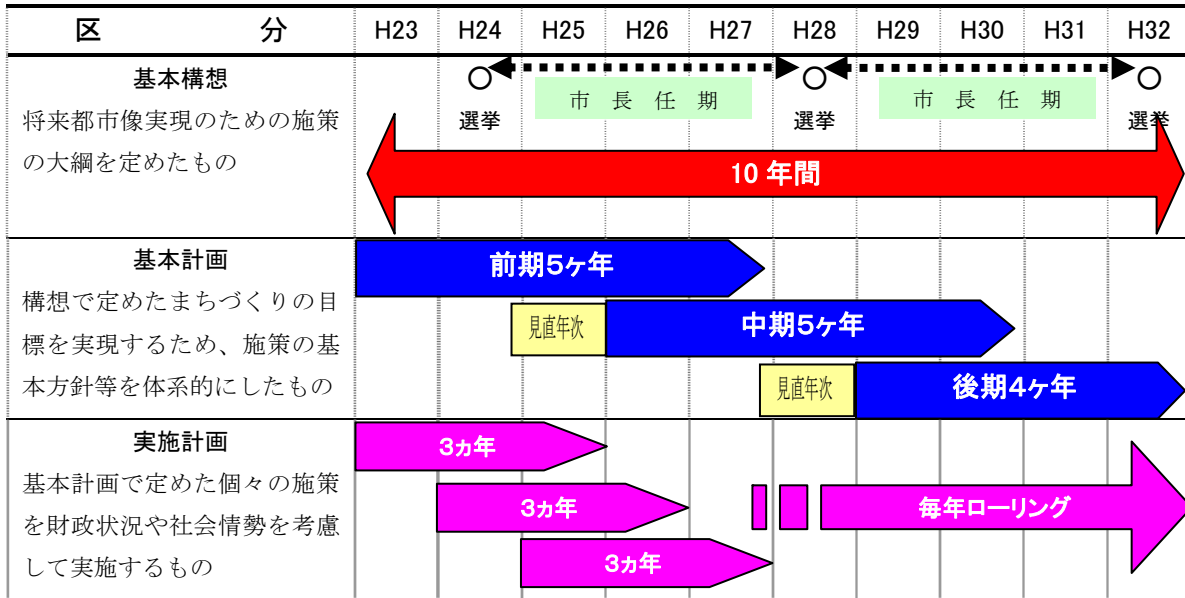 区 分 H23 H24 H25 H26 H27 H28 H29 H30 H31 H32
基本構想
将来都市像実現のための施策
の大綱を定めたもの
市長任期 市長任期
選挙 選挙 選挙
10年間
基本計画
構想で定めたまちづくりの目
標を実現するため、施策の基
本方針等を体系的にしたもの
前期5ヶ年
見直年次 中期5ヶ年
見直年次 後期4ヶ年
実施計画
基本計画で定めた個々の施策
を財政状況や社会情勢を考慮
して実施するもの
3ヵ年
3ヵ年
3ヵ年
毎年ローリング